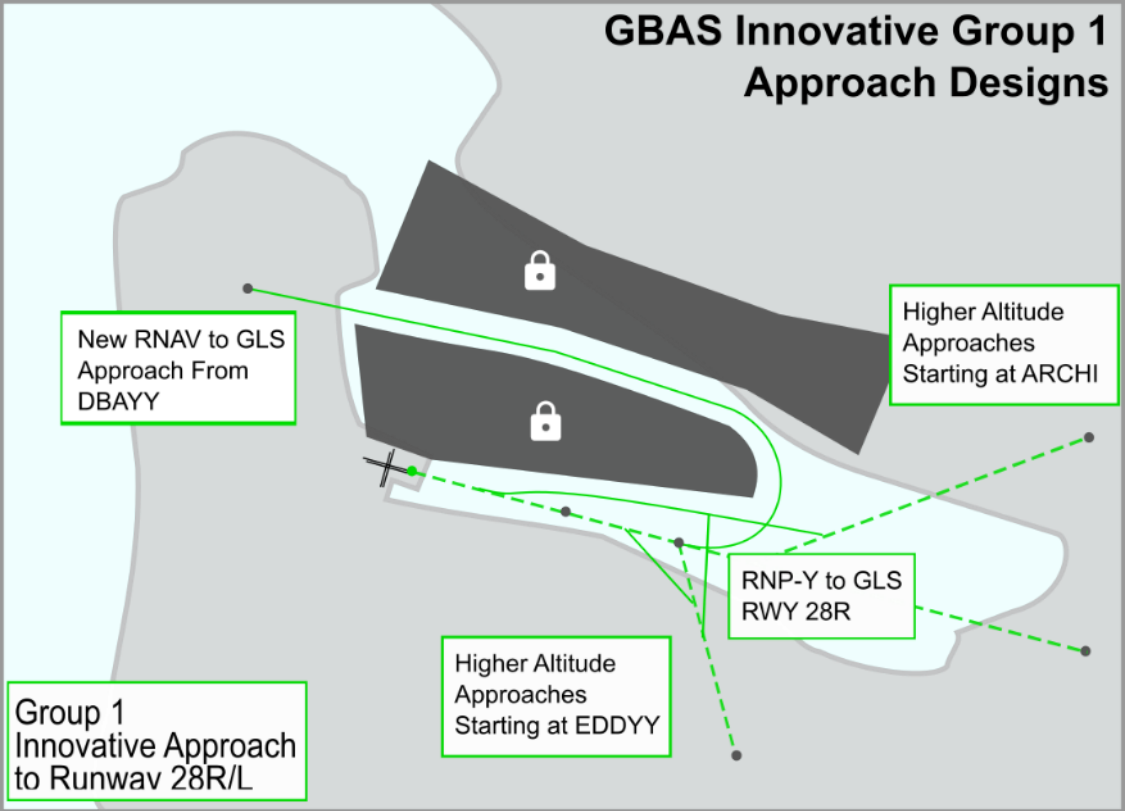 GBAS Innovative Group 1
Approach Designs
Higher Altitude
Approaches
Starting at ARCHI
New RNAV to GLS
Approach From
DBAYY
RNP-Y to GLS
RWY 28R
Higher Altitude
Approaches
Starting at EDDYY
Group 1
Innovative Approach
to Runway 28R/L